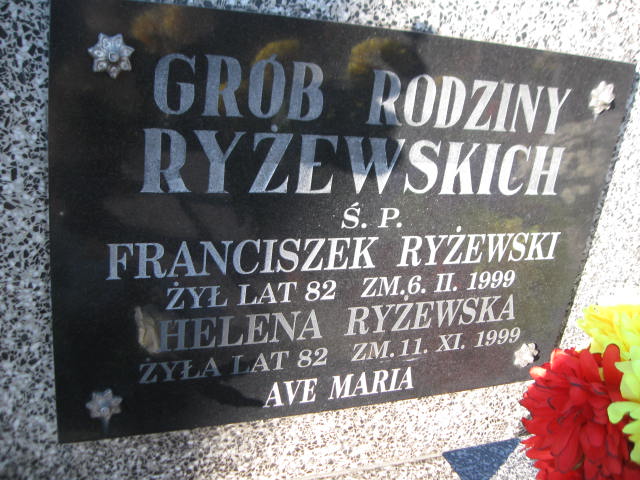 GRÓB RODZINY
RYŻEWSKICH
Ś. P.
FRANCISZEK RYŻEWSKI
ŻYŁ LAT 82 ZM. 6. II. 1999
HELENA RYŻEWSKA
ŻYŁA LAT 82 ZM. 11. XI. 1999
AVE MARIA